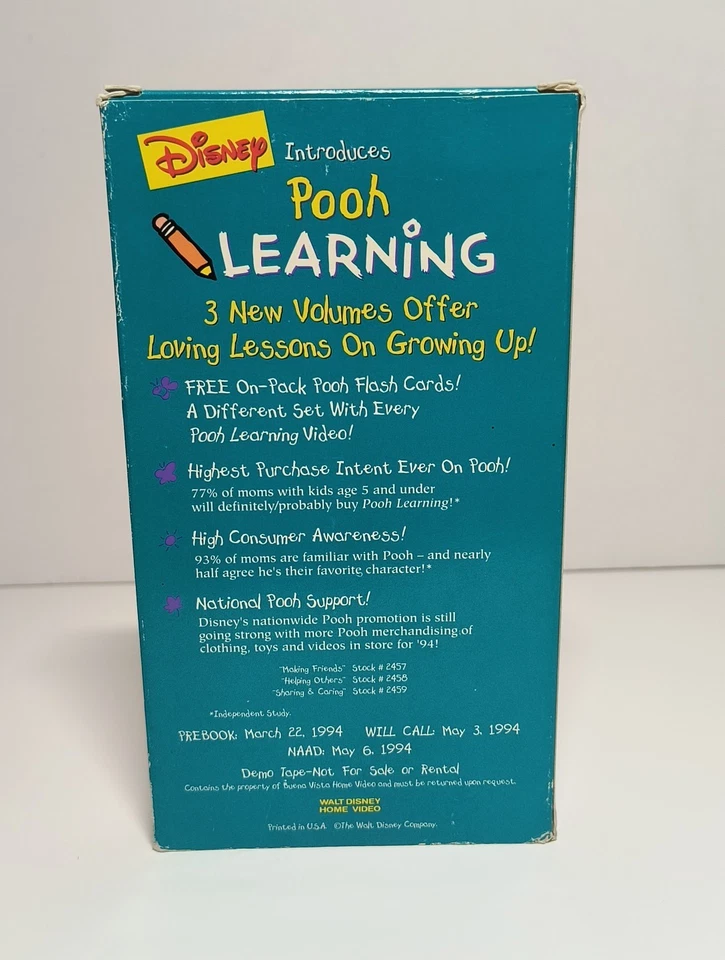 Disney Introduces
Pooh
LEARNiNG
3 New Volumes Offer
Loving Lessons On Growing Up!
FREE On-Pack Pooh Flash Cards!
A Different Set With Every
Pooh Learning Video!
Highest Purchase Intent Ever On Pooh!
77% of moms with kids age 5 and under
will definitely/probably buy Pooh Learning!*
High Consumer Awareness!
93% of moms are familiar with Pooh – and nearly
half agree he's their favorite character!*
National Pooh Support!
Disney's nationwide Pooh promotion is still
going strong with more Pooh merchandising of
clothing, toys and videos in store for '94!
"Making Friends" Stock # 2457
"Helping Others" Stock # 2458
"Sharing & Caring" Stock # 2459
*Independent Study.
PREBOOK: March 22, 1994 WILL CALL: May 3, 1994
NAAD: May 6, 1994
Demo Tape-Not For Sale or Rental
Contains the property of Buena Vista Home Video and must be returned upon request.
WALT DISNEY
HOME VIDEO
Printed in U.S.A. ©The Walt Disney Company.